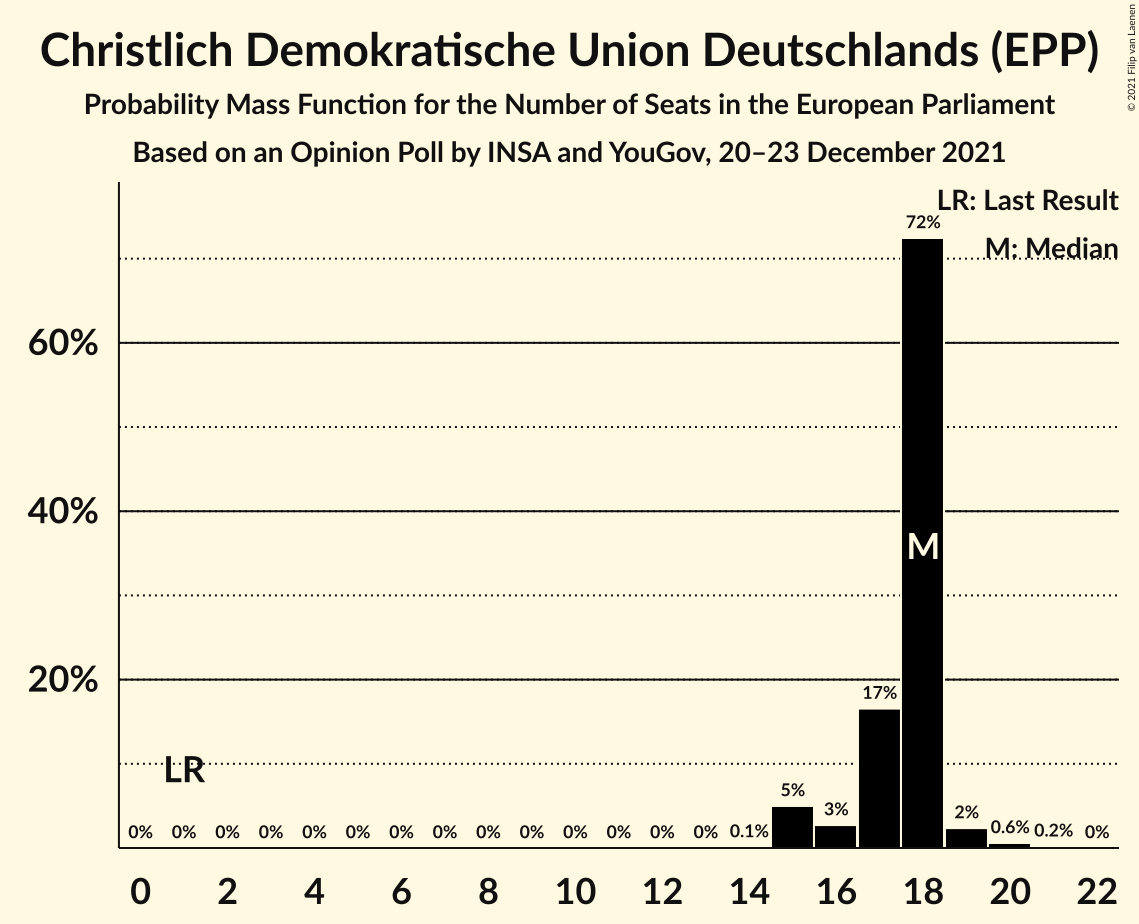 Christlich Demokratische Union Deutschlands (EPP)
Probability Mass Function for the Number of Seats in the European Parliament
Based on an Opinion Poll by INSA and YouGov, 20–23 December 2021
© 2021 Filip van Laenen
LR: Last Result
M: Median
72%
60%
40%
M
20%
17%
LR
5%
3%
2%
0% 0% 0% 0% 0% 0% 0% 0% 0% 0% 0% 0% 0% 0% 0.1% 0.6% 0.2% 0%
0 2 4 6 8 10 12 14 16 18 20 22